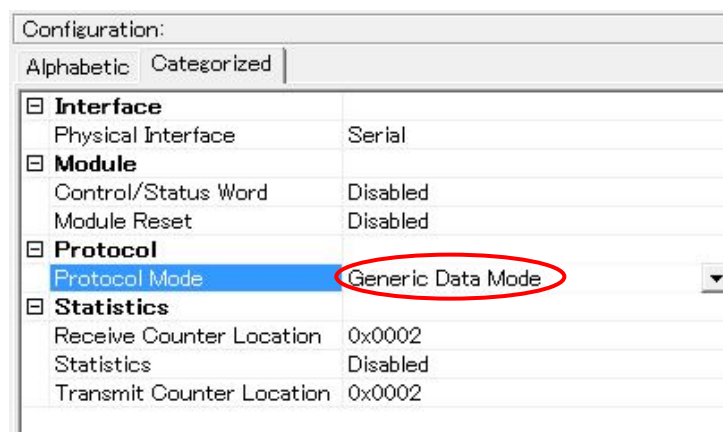 Configuration:
Alphabetic Categorized
Interface
Physical Interface Serial
Module
Control/Status Word Disabled
Module Reset Disabled
Protocol
Protocol Mode Generic Data Mode
Statistics
Receive Counter Location 0x0002
Statistics Disabled
Transmit Counter Location 0x0002